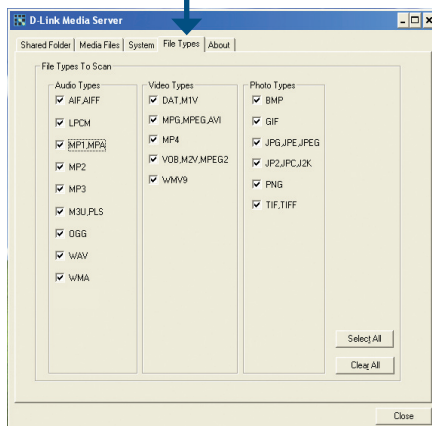 D-Link Media Server
Shared Folder Media Files System File Types About
File Types To Scan
Audio Types
AIF,AIFF
LPCM
MP1,MPA
MP2
MP3
M3U,PLS
OGG
WAV
WMA
Video Types
DAT,M1V
MPG,MPEG,AVI
MP4
VOB,M2V,MPEG2
WMV9
Photo Types
BMP
GIF
JPG,JPE,JPEG
JP2,JPC,J2K
PNG
TIF,TIFF
Select All
Clear All
Close